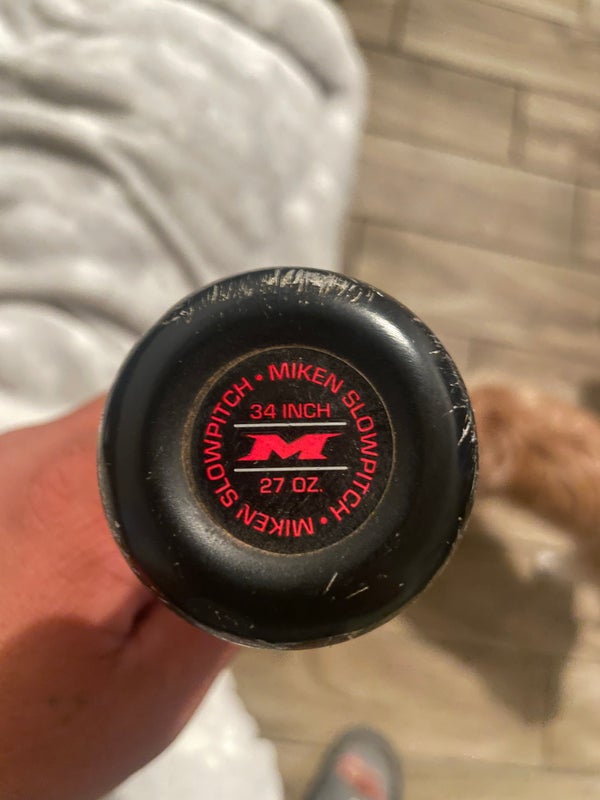 MIKEN SLOWPITCH • MIKEN SLOWPITCH •
34 INCH
M
27 OZ.